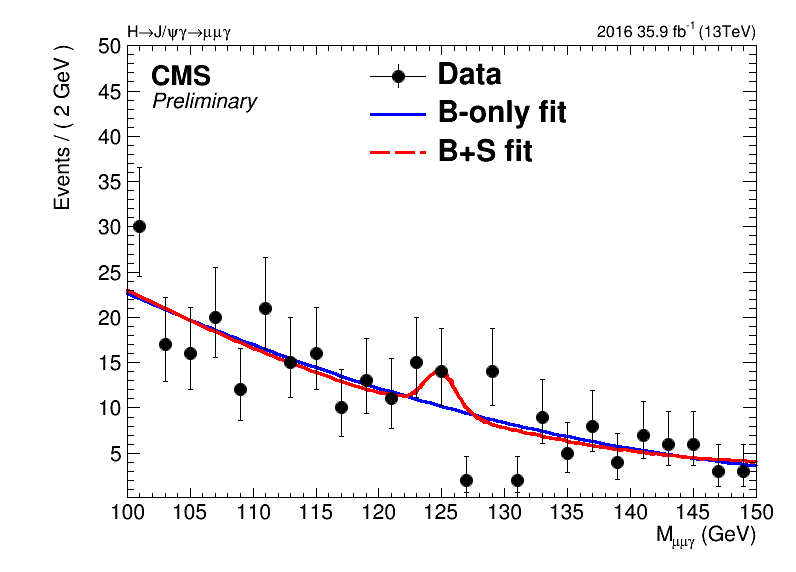 H→J/ψγ→μμγ 2016 35.9 fb⁻¹ (13TeV)
CMS
Preliminary
Data
B-only fit
B+S fit
Events / ( 2 GeV )
50
45
40
35
30
25
20
15
10
5
100 105 110 115 120 125 130 135 140 145 150
M_μμγ (GeV)